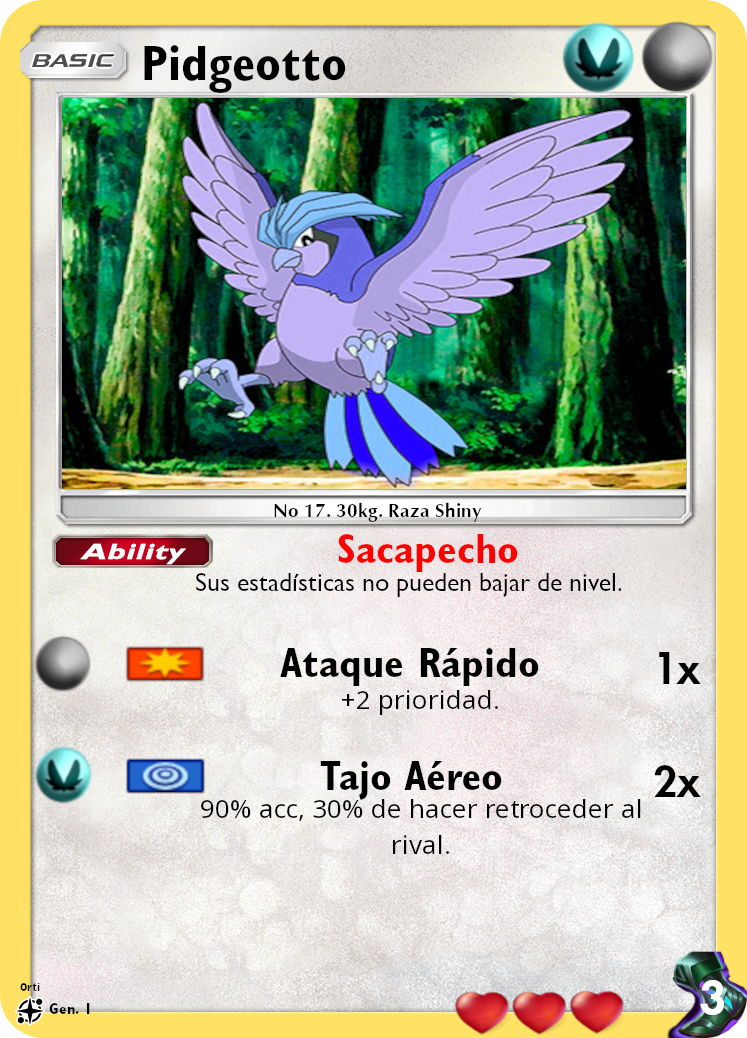 BASIC Pidgeotto
No 17. 30kg. Raza Shiny
Ability Sacapecho
Sus estadísticas no pueden bajar de nivel.
Ataque Rápido 1x
+2 prioridad.
Tajo Aéreo 2x
90% acc, 30% de hacer retroceder al
rival.
Orti
Gen. I
3